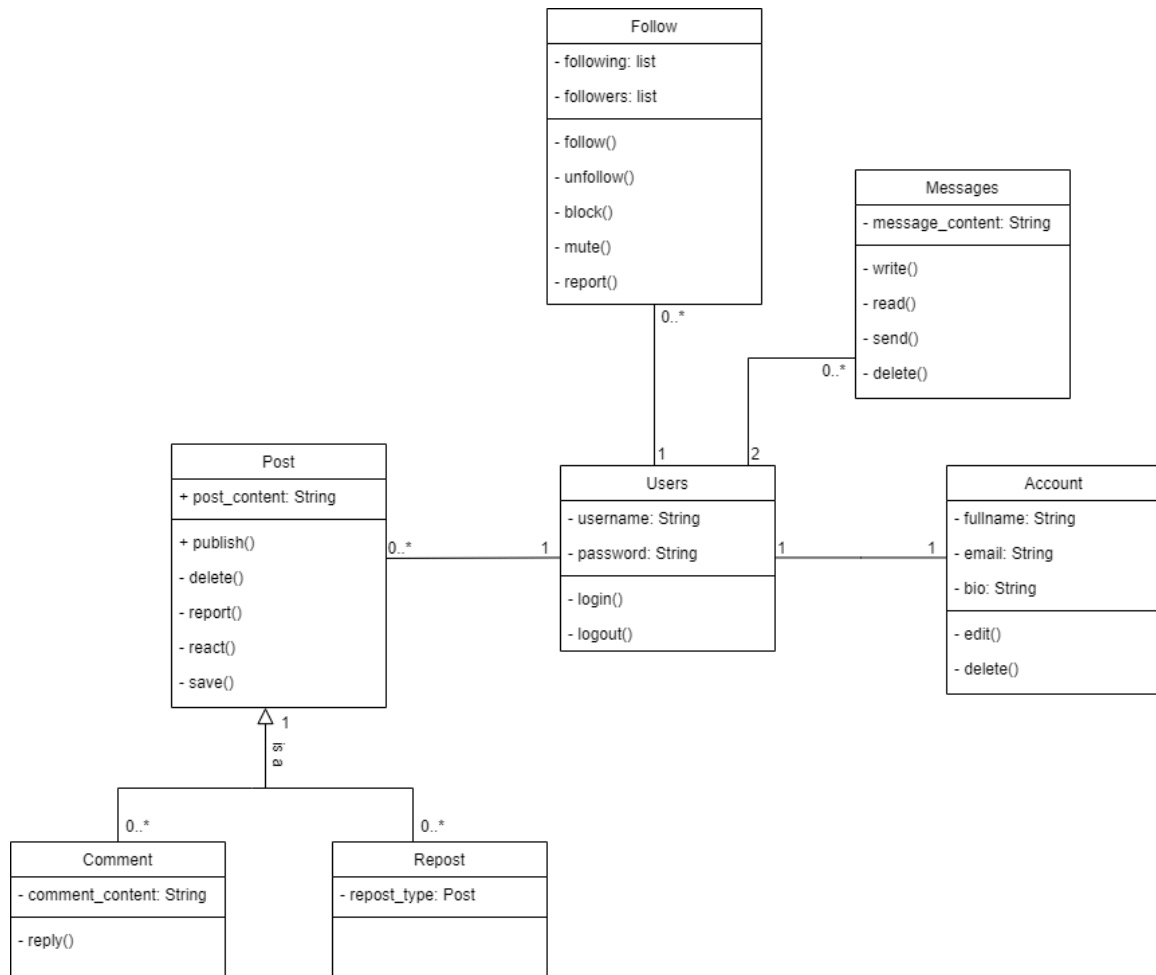 Follow
- following: list
- followers: list
- follow()
- unfollow()
- block()
- mute()
- report()
0..*
Messages
- message_content: String
- write()
- read()
- send()
- delete()
0..*
1
2
Post
+ post_content: String
+ publish()
- delete()
- report()
- react()
- save()
0..*
1
Users
- username: String
- password: String
- login()
- logout()
1
1
Account
- fullname: String
- email: String
- bio: String
- edit()
- delete()
1
is a
0..*
0..*
Comment
- comment_content: String
- reply()
Repost
- repost_type: Post